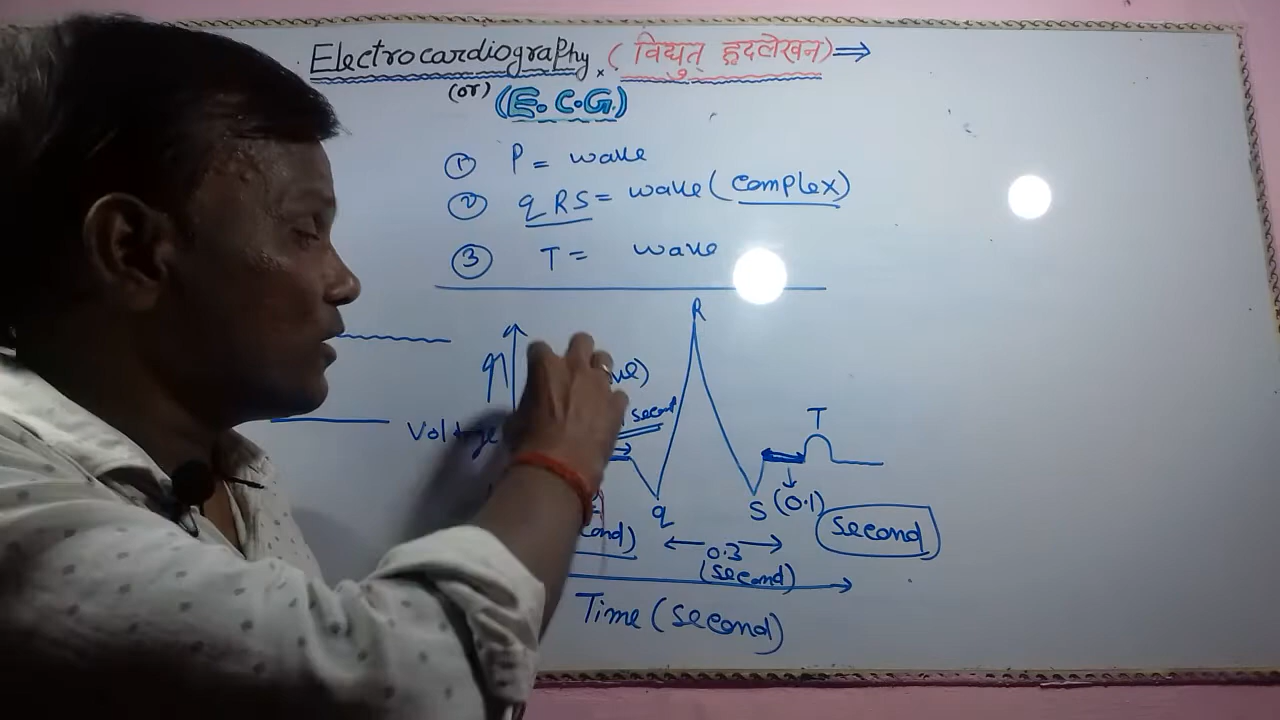 Electrocardiography (विद्युत् हृदलेखन) ⇒
(or) (E.C.G.)
① P = wave
② qRS = wave (complex)
③ T = wave
R
T
Voltage
second
q
S
(0.1)
second
0.3
(second)
Time (second)